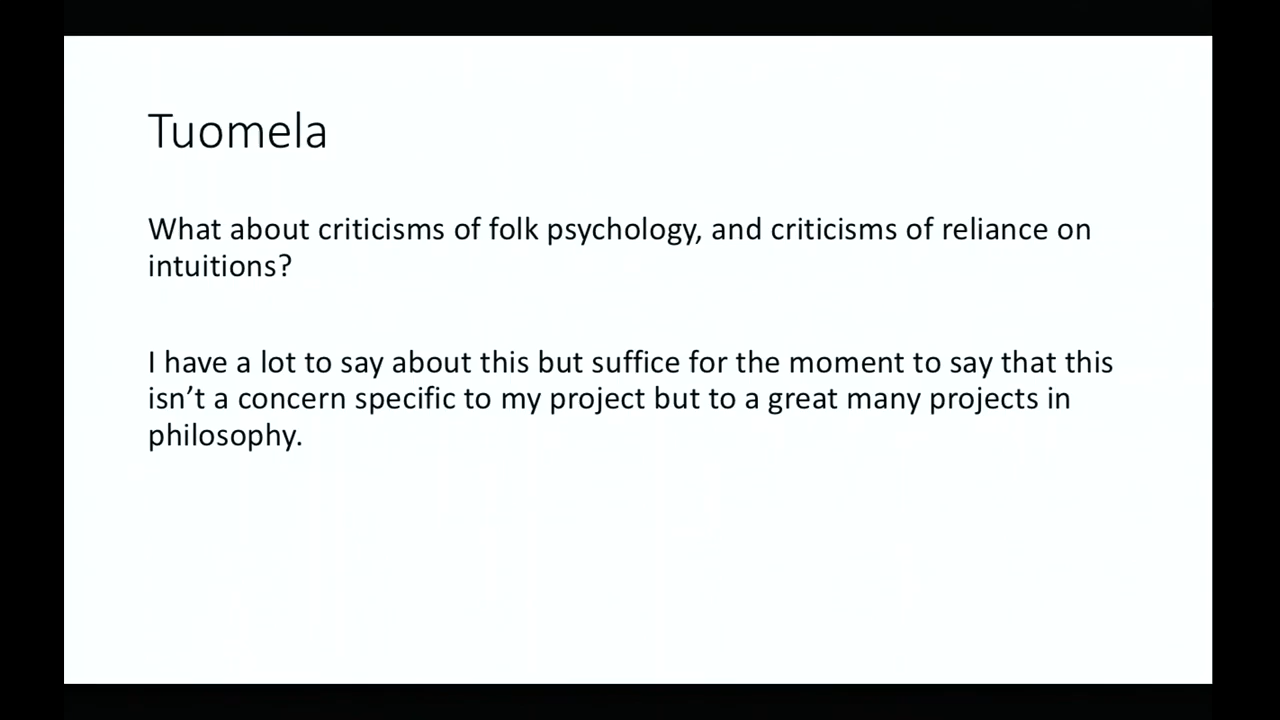 Tuomela
What about criticisms of folk psychology, and criticisms of reliance on
intuitions?
I have a lot to say about this but suffice for the moment to say that this
isn’t a concern specific to my project but to a great many projects in
philosophy.